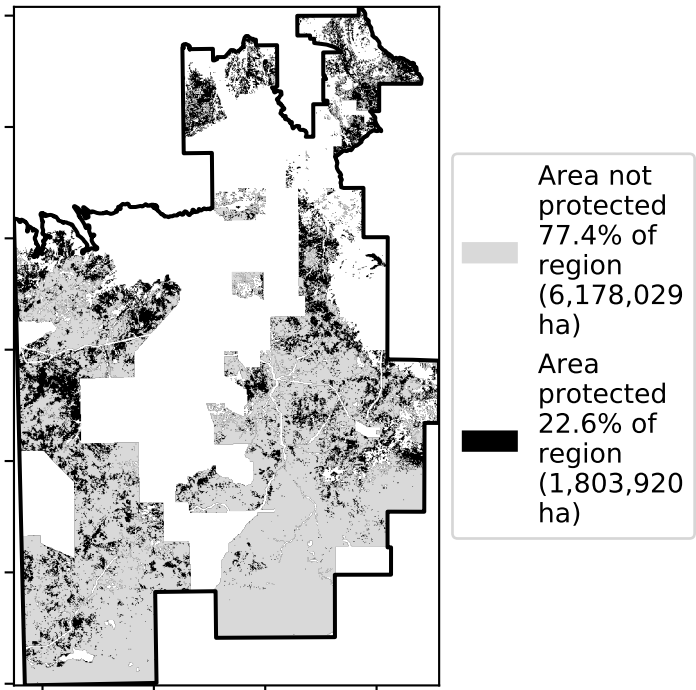 Area not
protected
77.4% of
region
(6,178,029
ha)
Area
protected
22.6% of
region
(1,803,920
ha)